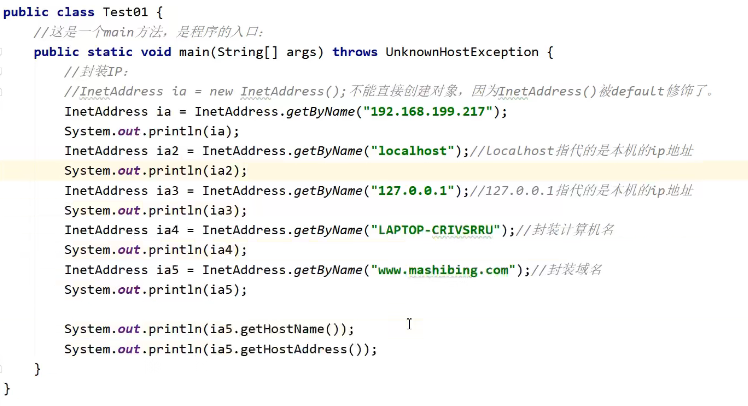 public class Test01 {
//这是一个main方法，是程序的入口：
public static void main(String[] args) throws UnknownHostException {
//封装IP：
//InetAddress ia = new InetAddress();不能直接创建对象，因为InetAddress()被default修饰了。
InetAddress ia = InetAddress.getByName("192.168.199.217");
System.out.println(ia);
InetAddress ia2 = InetAddress.getByName("localhost");//localhost指代的是本机的ip地址
System.out.println(ia2);
InetAddress ia3 = InetAddress.getByName("127.0.0.1");//127.0.0.1指代的是本机的ip地址
System.out.println(ia3);
InetAddress ia4 = InetAddress.getByName("LAPTOP-CRIVSRRU");//封装计算机名
System.out.println(ia4);
InetAddress ia5 = InetAddress.getByName("www.mashibing.com");//封装域名
System.out.println(ia5);
System.out.println(ia5.getHostName());
System.out.println(ia5.getHostAddress());
}
}